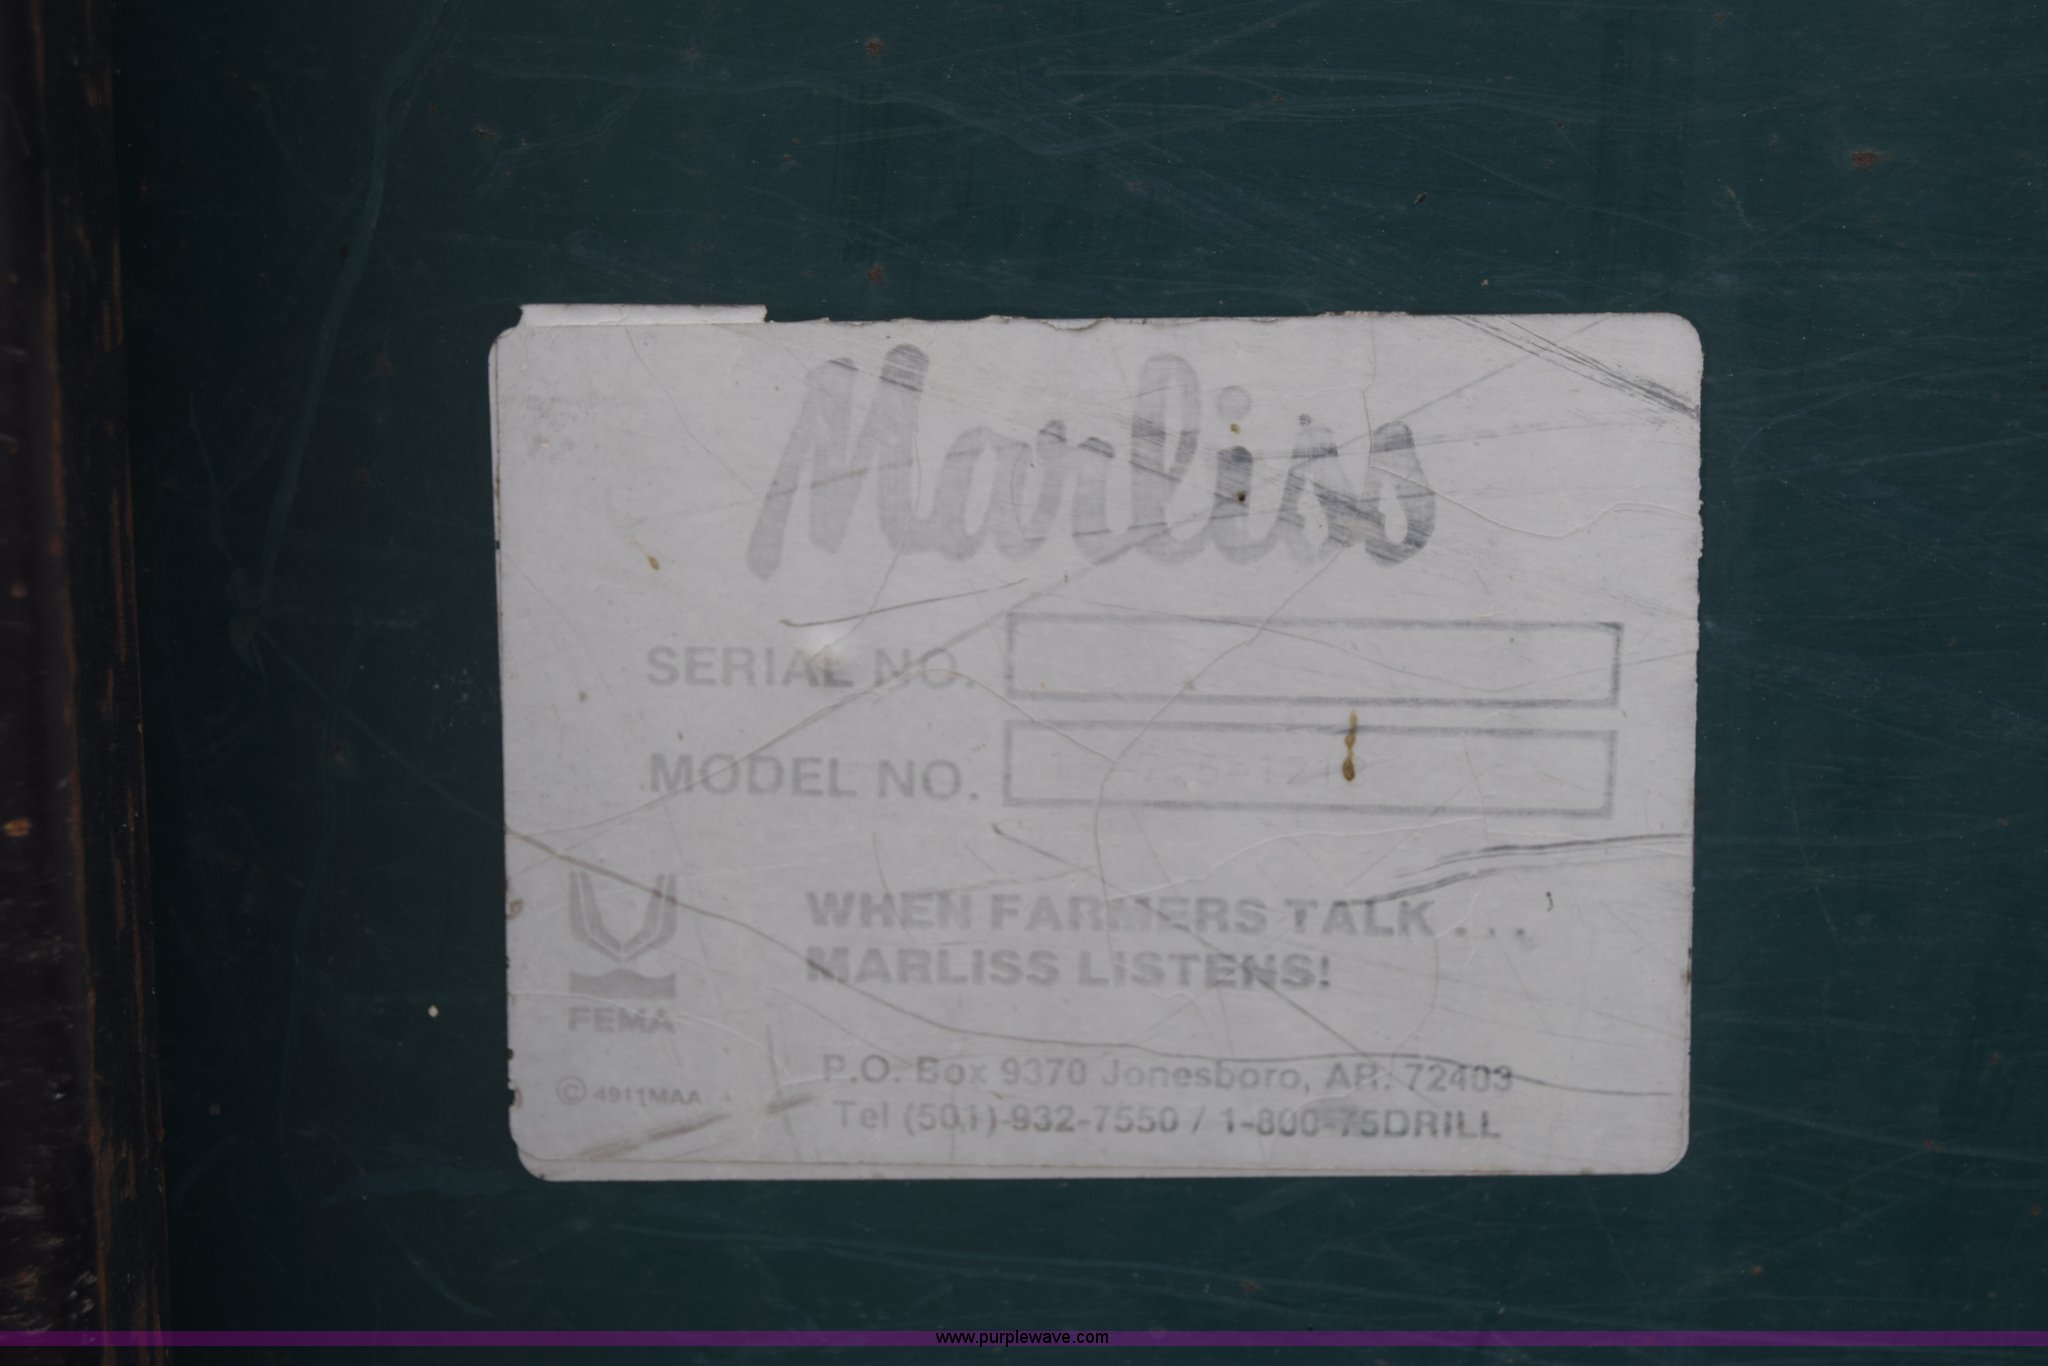 Marliss
SERIAL NO.
MODEL NO.
WHEN FARMERS TALK . . .
MARLISS LISTENS!
FEMA
© 4911MAA
P.O. Box 9370 Jonesboro, AR. 72403
Tel (501)-932-7550 / 1-800-75DRILL
www.purplewave.com